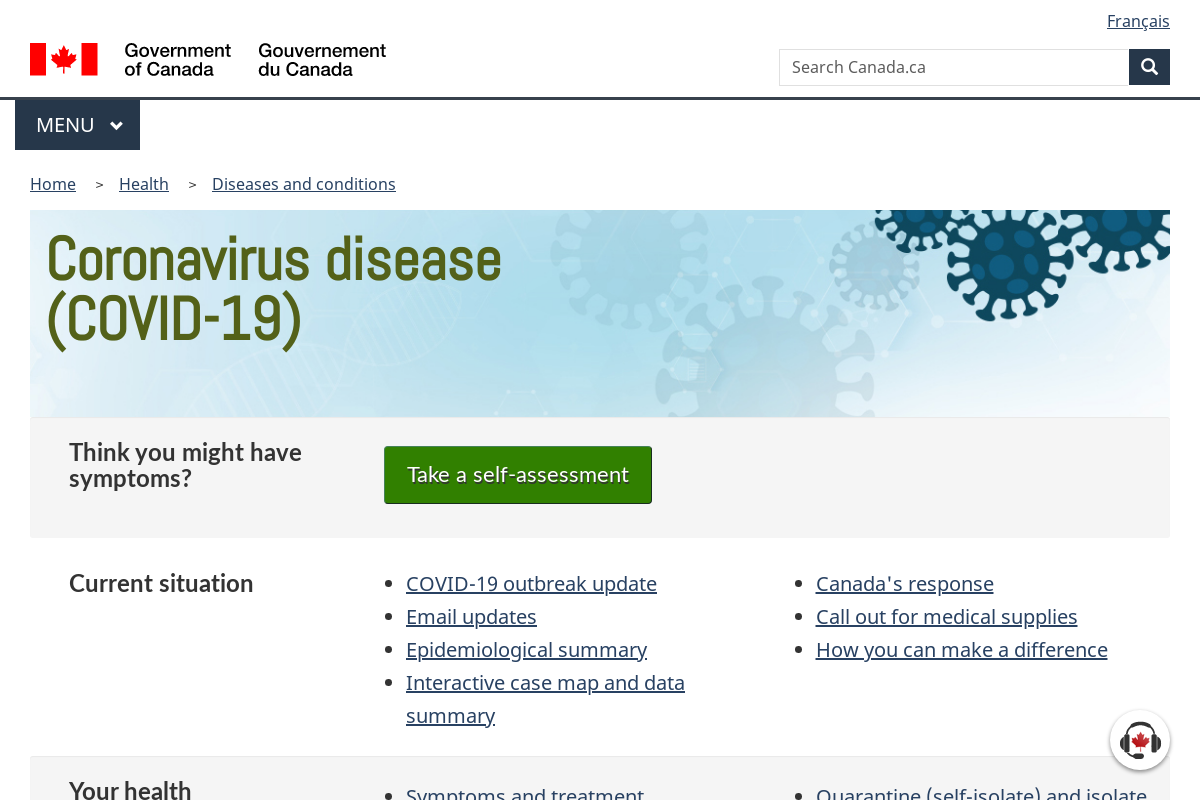 Français
Government
of Canada
Gouvernement
du Canada
Search Canada.ca
MENU
Home > Health > Diseases and conditions
Coronavirus disease
(COVID-19)
Think you might have
symptoms?
Take a self-assessment
Current situation
COVID-19 outbreak update
Email updates
Epidemiological summary
Interactive case map and data
summary
Canada's response
Call out for medical supplies
How you can make a difference
Your health
Symptoms and treatment
Quarantine (self-isolate) and isolate